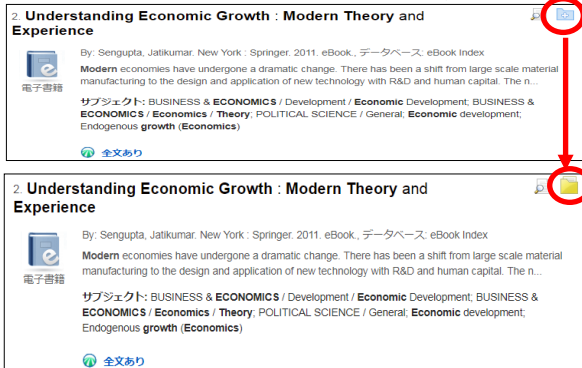 2. Understanding Economic Growth : Modern Theory and
Experience
By: Sengupta, Jatikumar. New York : Springer. 2011. eBook., データベース: eBook Index
Modern economies have undergone a dramatic change. There has been a shift from large scale material
manufacturing to the design and application of new technology with R&D and human capital. The n...
電子書籍
サブジェクト: BUSINESS & ECONOMICS / Development / Economic Development; BUSINESS &
ECONOMICS / Economics / Theory; POLITICAL SCIENCE / General; Economic development;
Endogenous growth (Economics)
全文あり
2. Understanding Economic Growth : Modern Theory and
Experience
By: Sengupta, Jatikumar. New York : Springer. 2011. eBook., データベース: eBook Index
Modern economies have undergone a dramatic change. There has been a shift from large scale material
manufacturing to the design and application of new technology with R&D and human capital. The n...
電子書籍
サブジェクト: BUSINESS & ECONOMICS / Development / Economic Development; BUSINESS &
ECONOMICS / Economics / Theory; POLITICAL SCIENCE / General; Economic development;
Endogenous growth (Economics)
全文あり